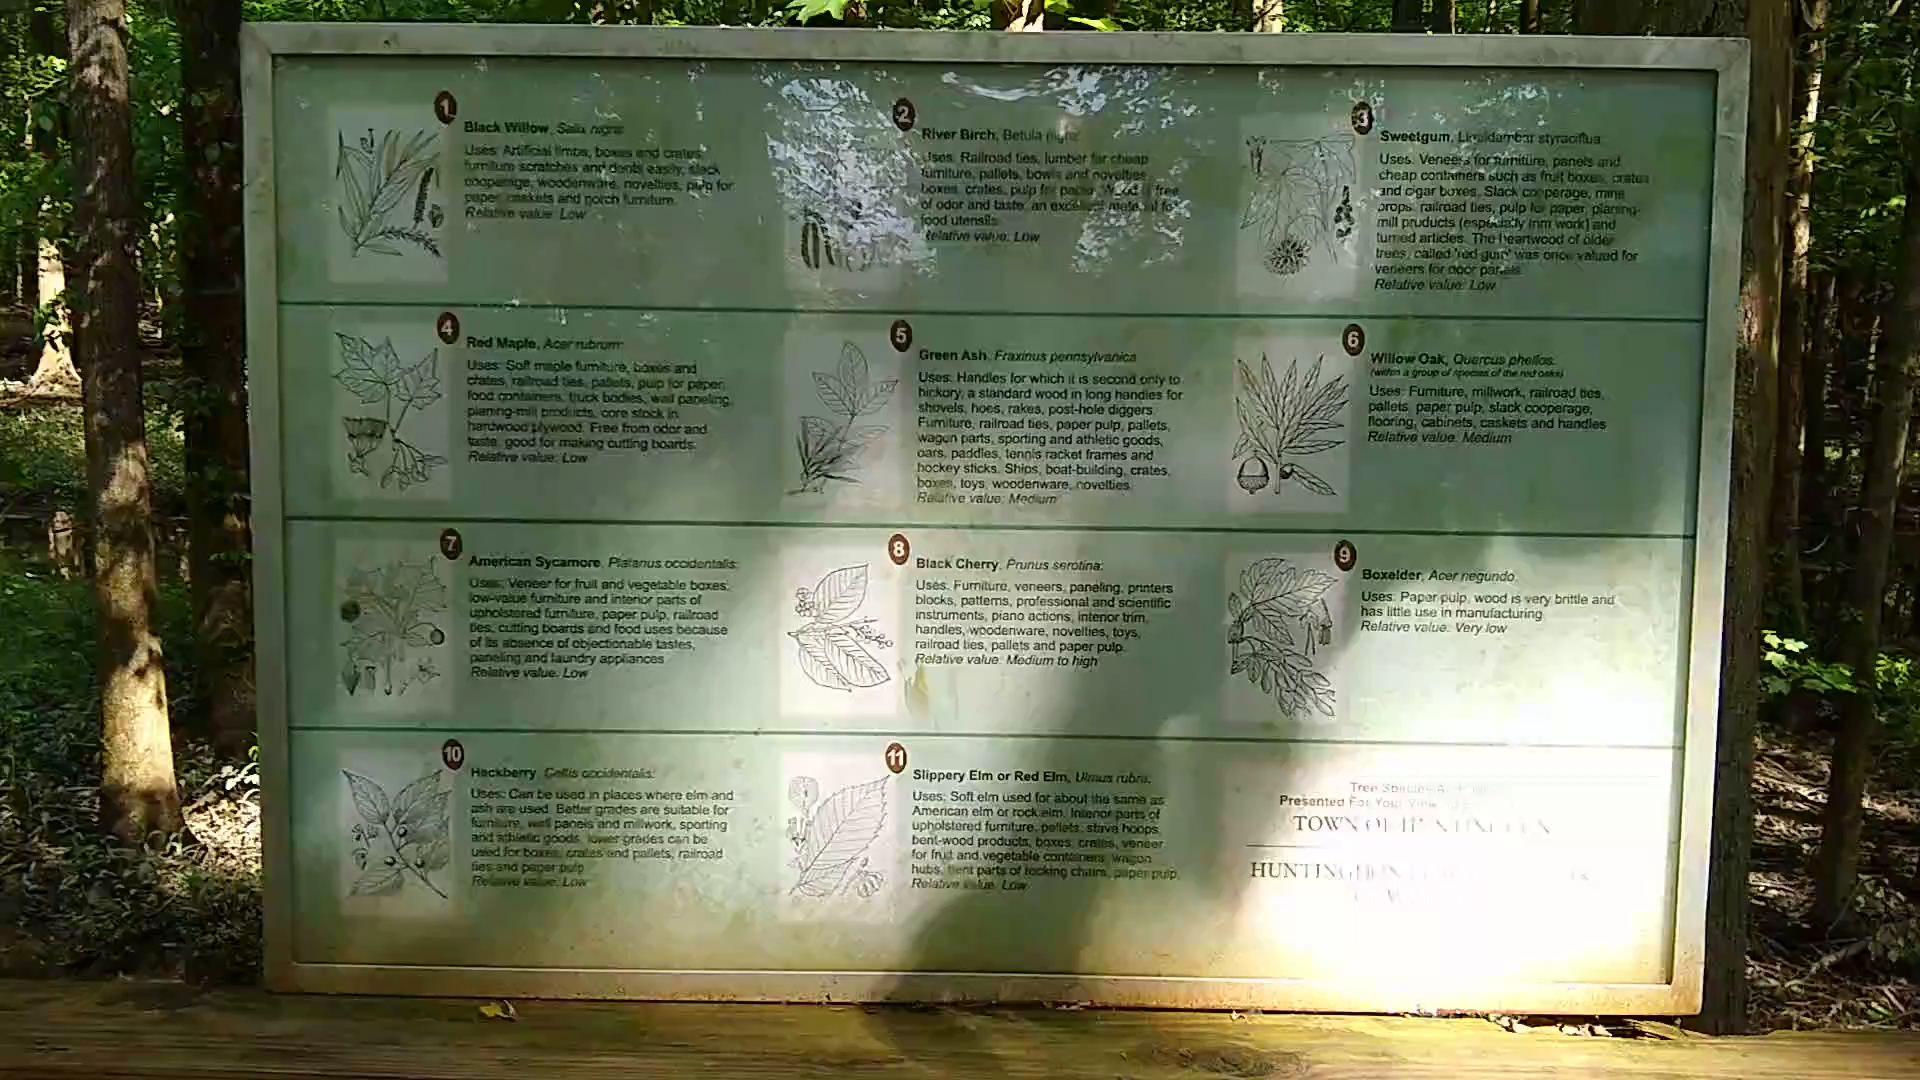 1
Black Willow, Salix nigra:
Uses: Artificial limbs, boxes and crates,
furniture scratches and dents easily, slack
cooperage, woodenware, novelties, pulp for
paper, caskets and porch furniture.
Relative value: Low
2
River Birch, Betula nigra:
Uses: Railroad ties, lumber for cheap
furniture, pallets, bowls and novelties,
boxes, crates, pulp for paper. Wood is free
of odor and taste, an excellent material for
food utensils.
Relative value: Low
3
Sweetgum, Liquidambar styraciflua:
Uses: Veneers for furniture, panels and
cheap containers such as fruit boxes, crates
and cigar boxes. Slack cooperage, mine
props, railroad ties, pulp for paper, planing-
mill products (especially trim work) and
turned articles. The heartwood of older
trees, called 'red gum' was once valued for
veneers for door panels.
Relative value: Low
4
Red Maple, Acer rubrum:
Uses: Soft maple furniture, boxes and
crates, railroad ties, pallets, pulp for paper,
food containers, truck bodies, wall paneling,
planing-mill products, core stock in
hardwood plywood. Free from odor and
taste, good for making cutting boards.
Relative value: Low
5
Green Ash, Fraxinus pennsylvanica
Uses: Handles for which it is second only to
hickory, a standard wood in long handles for
shovels, hoes, rakes, post-hole diggers.
Furniture, railroad ties, paper pulp, pallets,
wagon parts, sporting and athletic goods,
oars, paddles, tennis racket frames and
hockey sticks. Ships, boat-building, crates,
boxes, toys, woodenware, novelties.
Relative value: Medium
6
Willow Oak, Quercus phellos:
(within a group of species of the red oaks)
Uses: Furniture, millwork, railroad ties,
pallets, paper pulp, slack cooperage,
flooring, cabinets, caskets and handles
Relative value: Medium
7
American Sycamore, Platanus occidentalis:
Uses: Veneer for fruit and vegetable boxes,
low-value furniture and interior parts of
upholstered furniture, paper pulp, railroad
ties, cutting boards and food uses because
of its absence of objectionable tastes,
paneling and laundry appliances
Relative value: Low
8
Black Cherry, Prunus serotina:
Uses: Furniture, veneers, paneling, printers
blocks, patterns, professional and scientific
instruments, piano actions, interior trim,
handles, woodenware, novelties, toys,
railroad ties, pallets and paper pulp.
Relative value: Medium to high
9
Boxelder, Acer negundo:
Uses: Paper pulp, wood is very brittle and
has little use in manufacturing.
Relative value: Very low
10
Hackberry, Celtis occidentalis:
Uses: Can be used in places where elm and
ash are used. Better grades are suitable for
furniture, wall panels and millwork, sporting
and athletic goods, lower grades can be
used for boxes, crates and pallets, railroad
ties and paper pulp
Relative value: Low
11
Slippery Elm or Red Elm, Ulmus rubra:
Uses: Soft elm used for about the same as
American elm or rock elm. Interior parts of
upholstered furniture, pallets, stave hoops,
bent-wood products, boxes, crates, veneer
for fruit and vegetable containers, wagon
hubs, bent parts of rocking chairs, paper pulp.
Relative value: Low
Tree Species
Presented For Your
TOWN OF